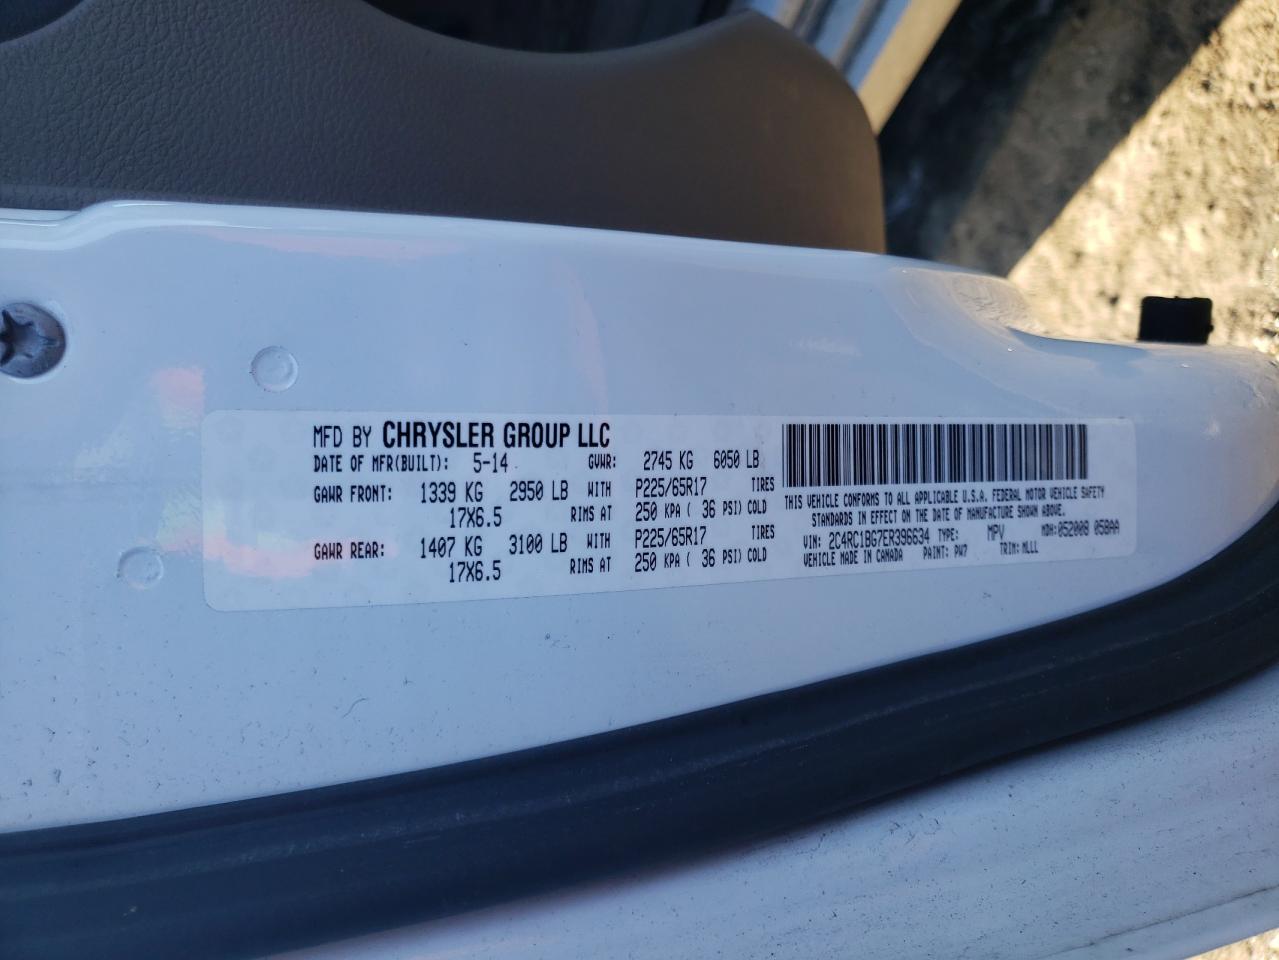 MFD BY CHRYSLER GROUP LLC
DATE OF MFR(BUILT): 5-14 GVWR: 2745 KG 6050 LB
GAWR FRONT: 1339 KG 2950 LB WITH P225/65R17 TIRES
17X6.5 RIMS AT 250 KPA ( 36 PSI) COLD
GAWR REAR: 1407 KG 3100 LB WITH P225/65R17 TIRES
17X6.5 RIMS AT 250 KPA ( 36 PSI) COLD
THIS VEHICLE CONFORMS TO ALL APPLICABLE U.S.A. FEDERAL MOTOR VEHICLE SAFETY
STANDARDS IN EFFECT ON THE DATE OF MANUFACTURE SHOWN ABOVE.
VIN: 2C4RC1BG7ER396634 TYPE: MPV MDH: 052008 058AA
VEHICLE MADE IN CANADA PAINT: PW7 TRIM: MLLL